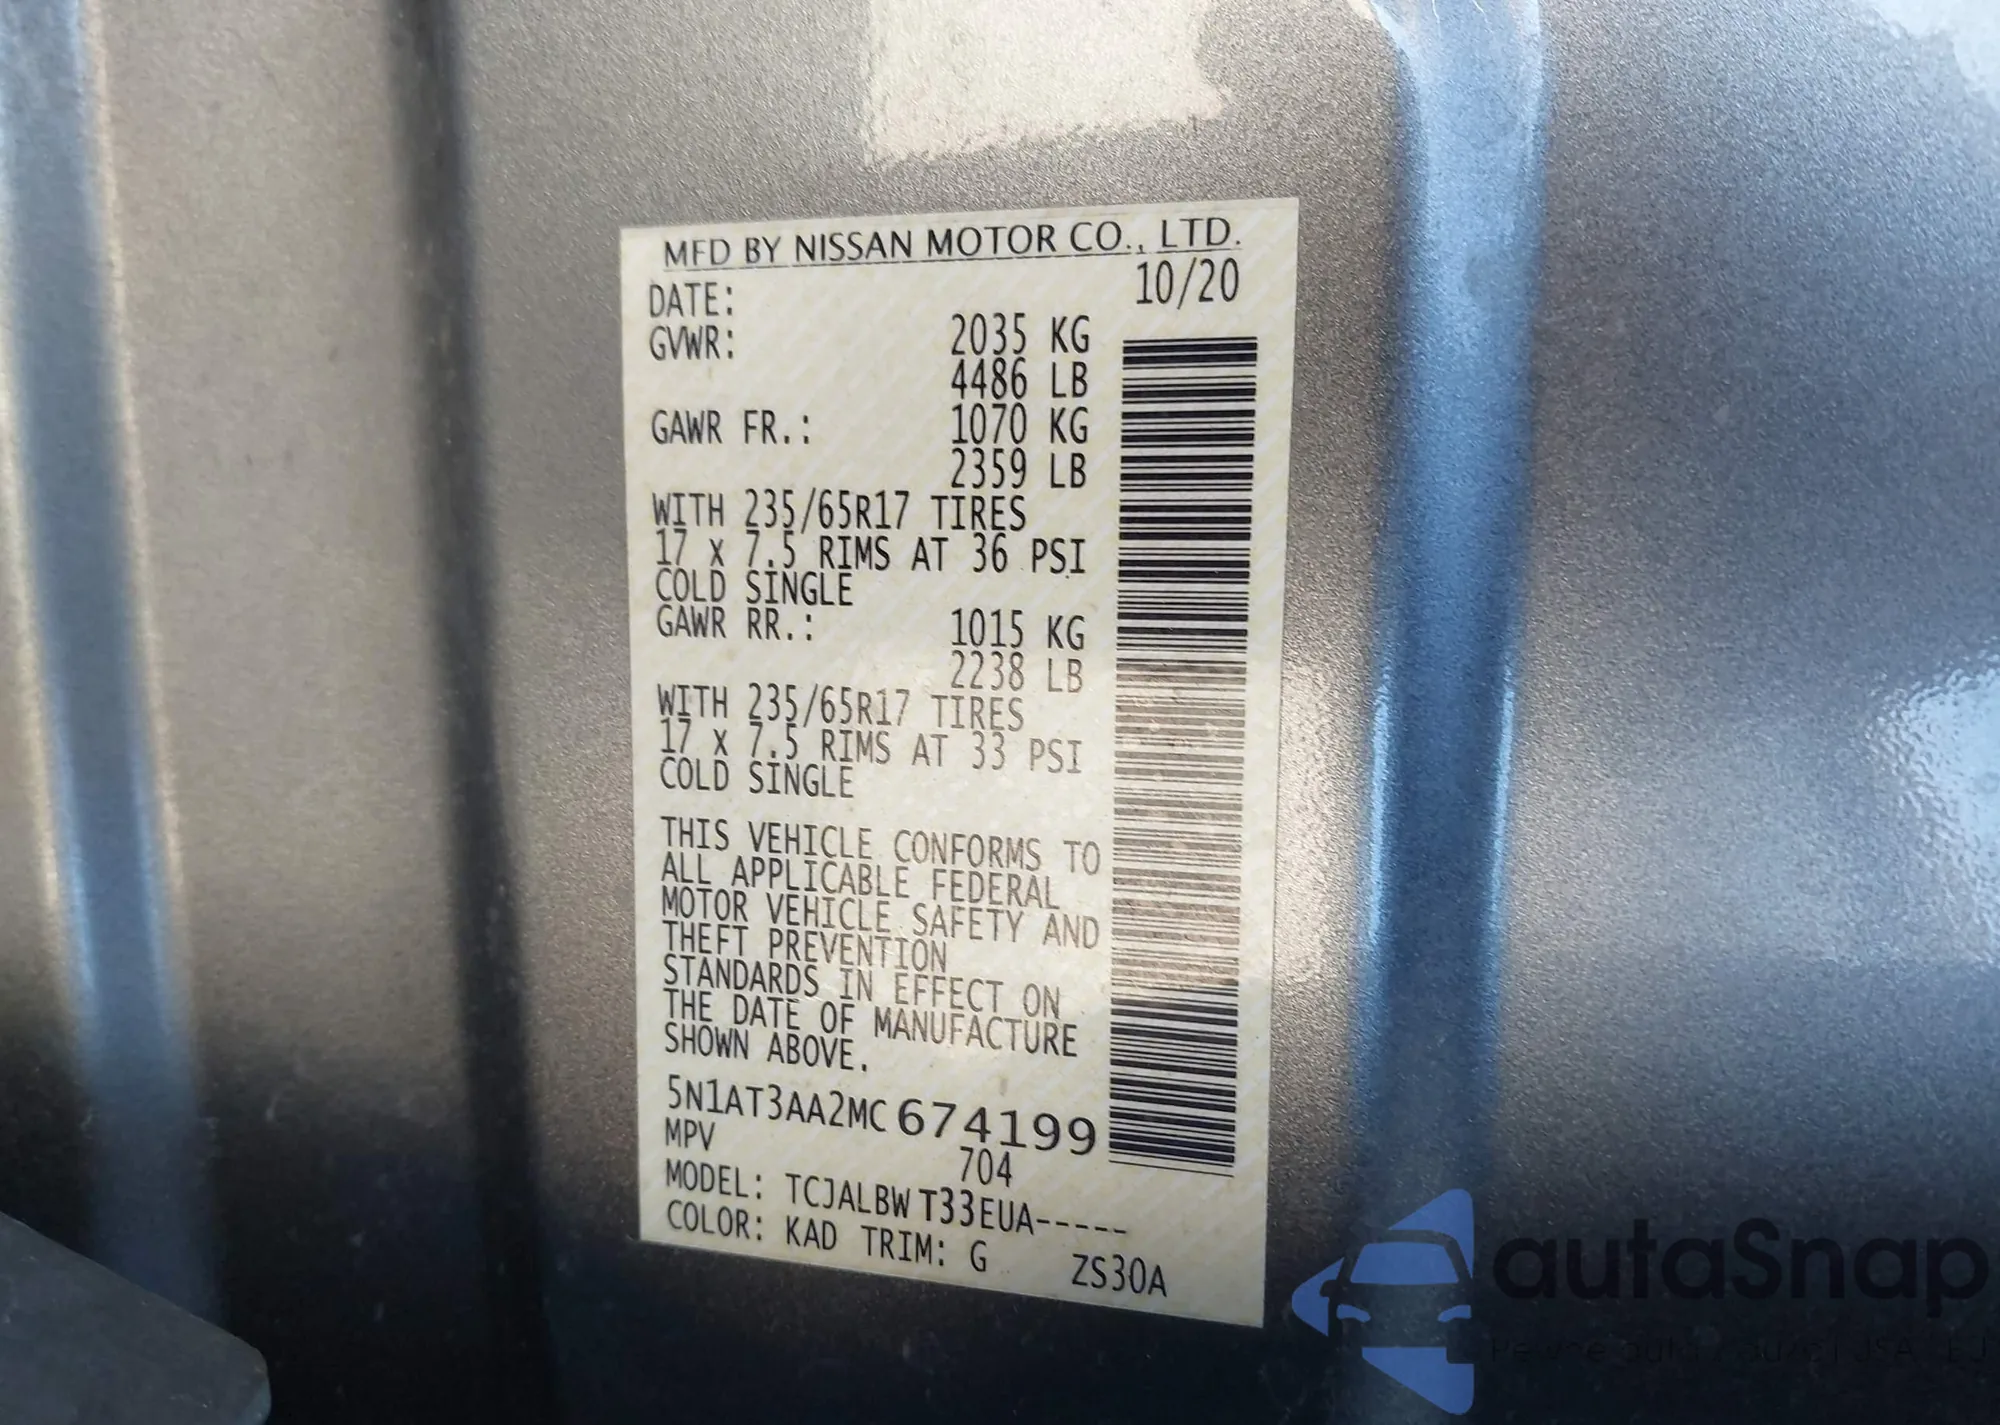 MFD BY NISSAN MOTOR CO., LTD.
DATE: 10/20
GVWR: 2035 KG
4486 LB
GAWR FR.: 1070 KG
2359 LB
WITH 235/65R17 TIRES
17 x 7.5 RIMS AT 36 PSI
COLD SINGLE
GAWR RR.: 1015 KG
2238 LB
WITH 235/65R17 TIRES
17 x 7.5 RIMS AT 33 PSI
COLD SINGLE
THIS VEHICLE CONFORMS TO
ALL APPLICABLE FEDERAL
MOTOR VEHICLE SAFETY AND
THEFT PREVENTION
STANDARDS IN EFFECT ON
THE DATE OF MANUFACTURE
SHOWN ABOVE.
5N1AT3AA2MC674199
MPV 704
MODEL: TCJALBW T33EUA-----
COLOR: KAD TRIM: G ZS30A
autaSnap